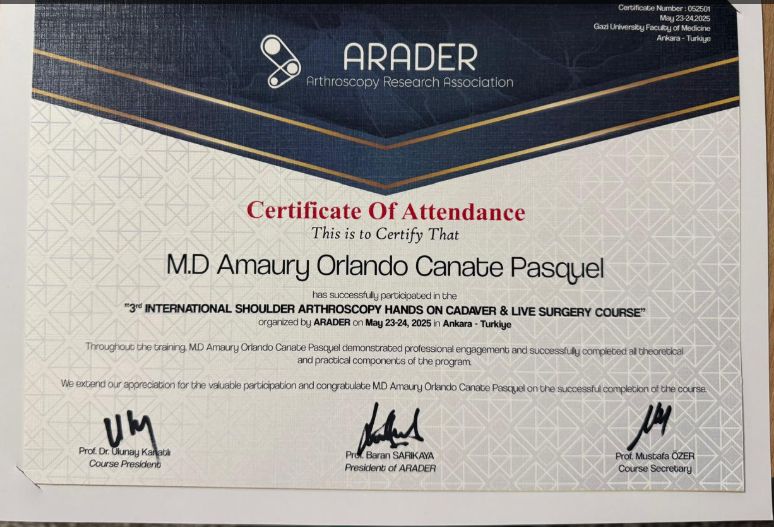 Certificate Number : 052501
May 23-24,2025
Gazi University Faculty of Medicine
Ankara - Turkiye
ARADER
Arthroscopy Research Association
Certificate Of Attendance
This is to Certify That
M.D Amaury Orlando Canate Pasquel
has successfully participated in the
"3rd INTERNATIONAL SHOULDER ARTHROSCOPY HANDS ON CADAVER & LIVE SURGERY COURSE"
organized by ARADER on May 23-24, 2025 in Ankara - Turkiye
Throughout the training, M.D Amaury Orlando Canate Pasquel demonstrated professional engagement and successfully completed all theoretical
and practical components of the program.
We extend our appreciation for the valuable participation and congratulate M.D Amaury Orlando Canate Pasquel on the successful completion of the course.
Prof. Dr. Ulunay Kanatlı
Course President
Prof. Baran SARIKAYA
President of ARADER
Prof. Mustafa ÖZER
Course Secretary